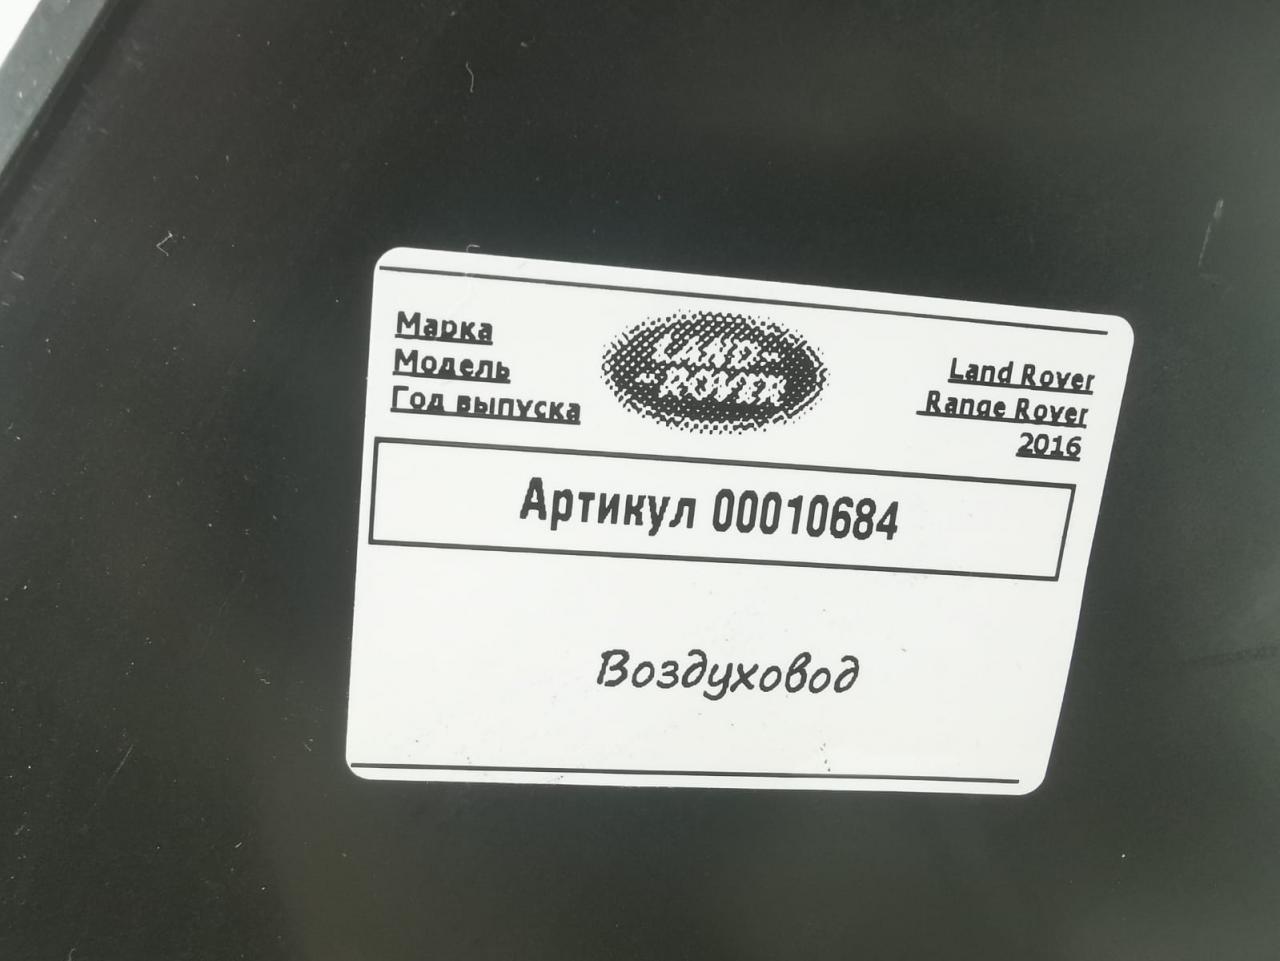 Марка
Модель
Год выпуска
LAND-
-ROVER
Land Rover
Range Rover
2016
Артикул 00010684
Воздуховод